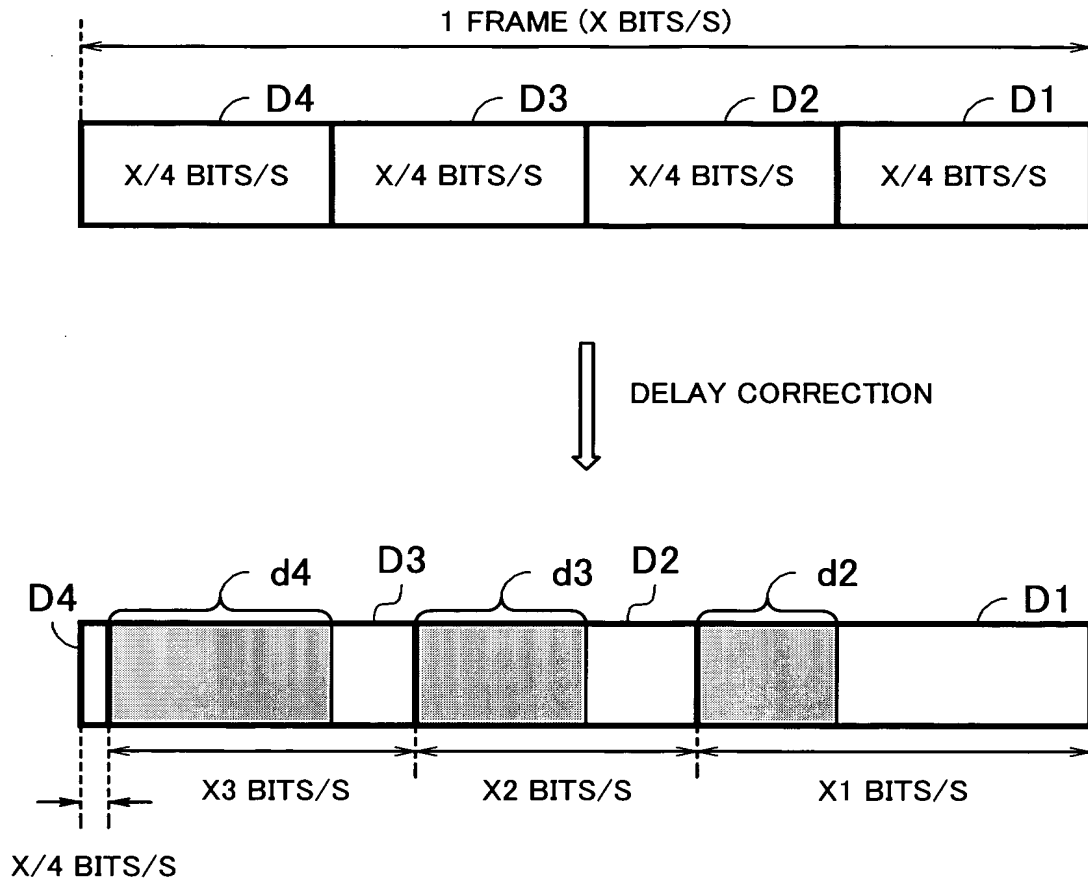 1 FRAME (X BITS/S)
D4 D3 D2 D1
X/4 BITS/S X/4 BITS/S X/4 BITS/S X/4 BITS/S
DELAY CORRECTION
D4 d4 D3 d3 D2 d2 D1
X3 BITS/S X2 BITS/S X1 BITS/S
X/4 BITS/S